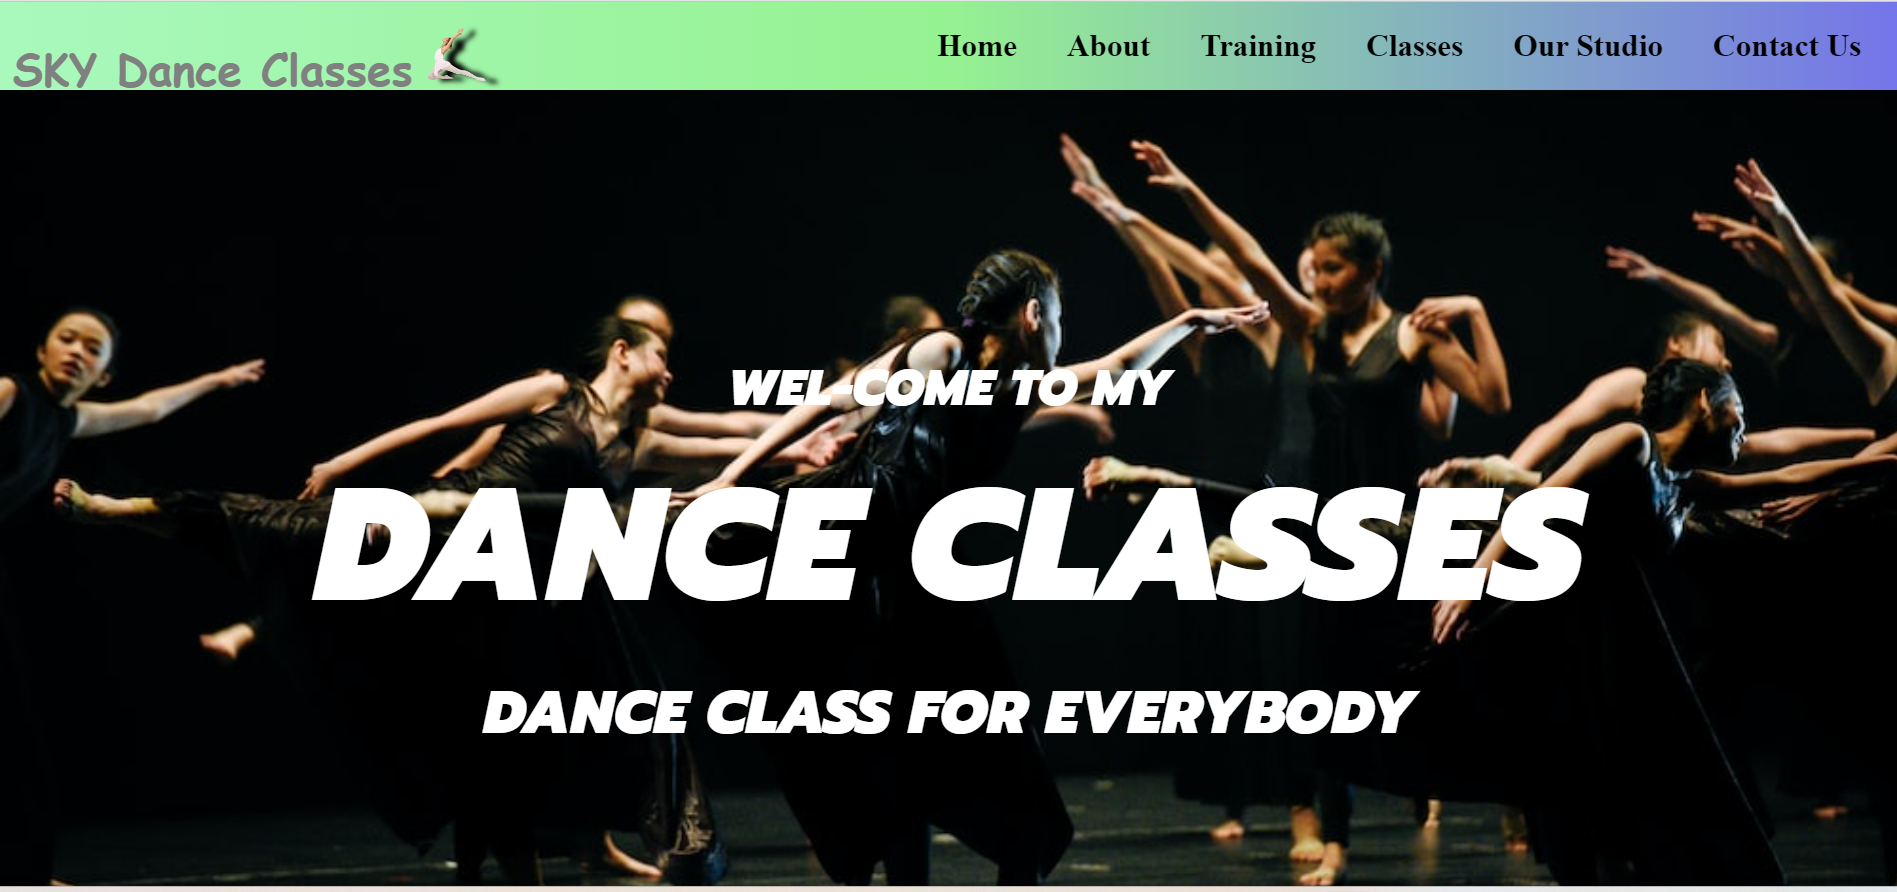 SKY Dance Classes
Home About Training Classes Our Studio Contact Us
WEL-COME TO MY
DANCE CLASSES
DANCE CLASS FOR EVERYBODY